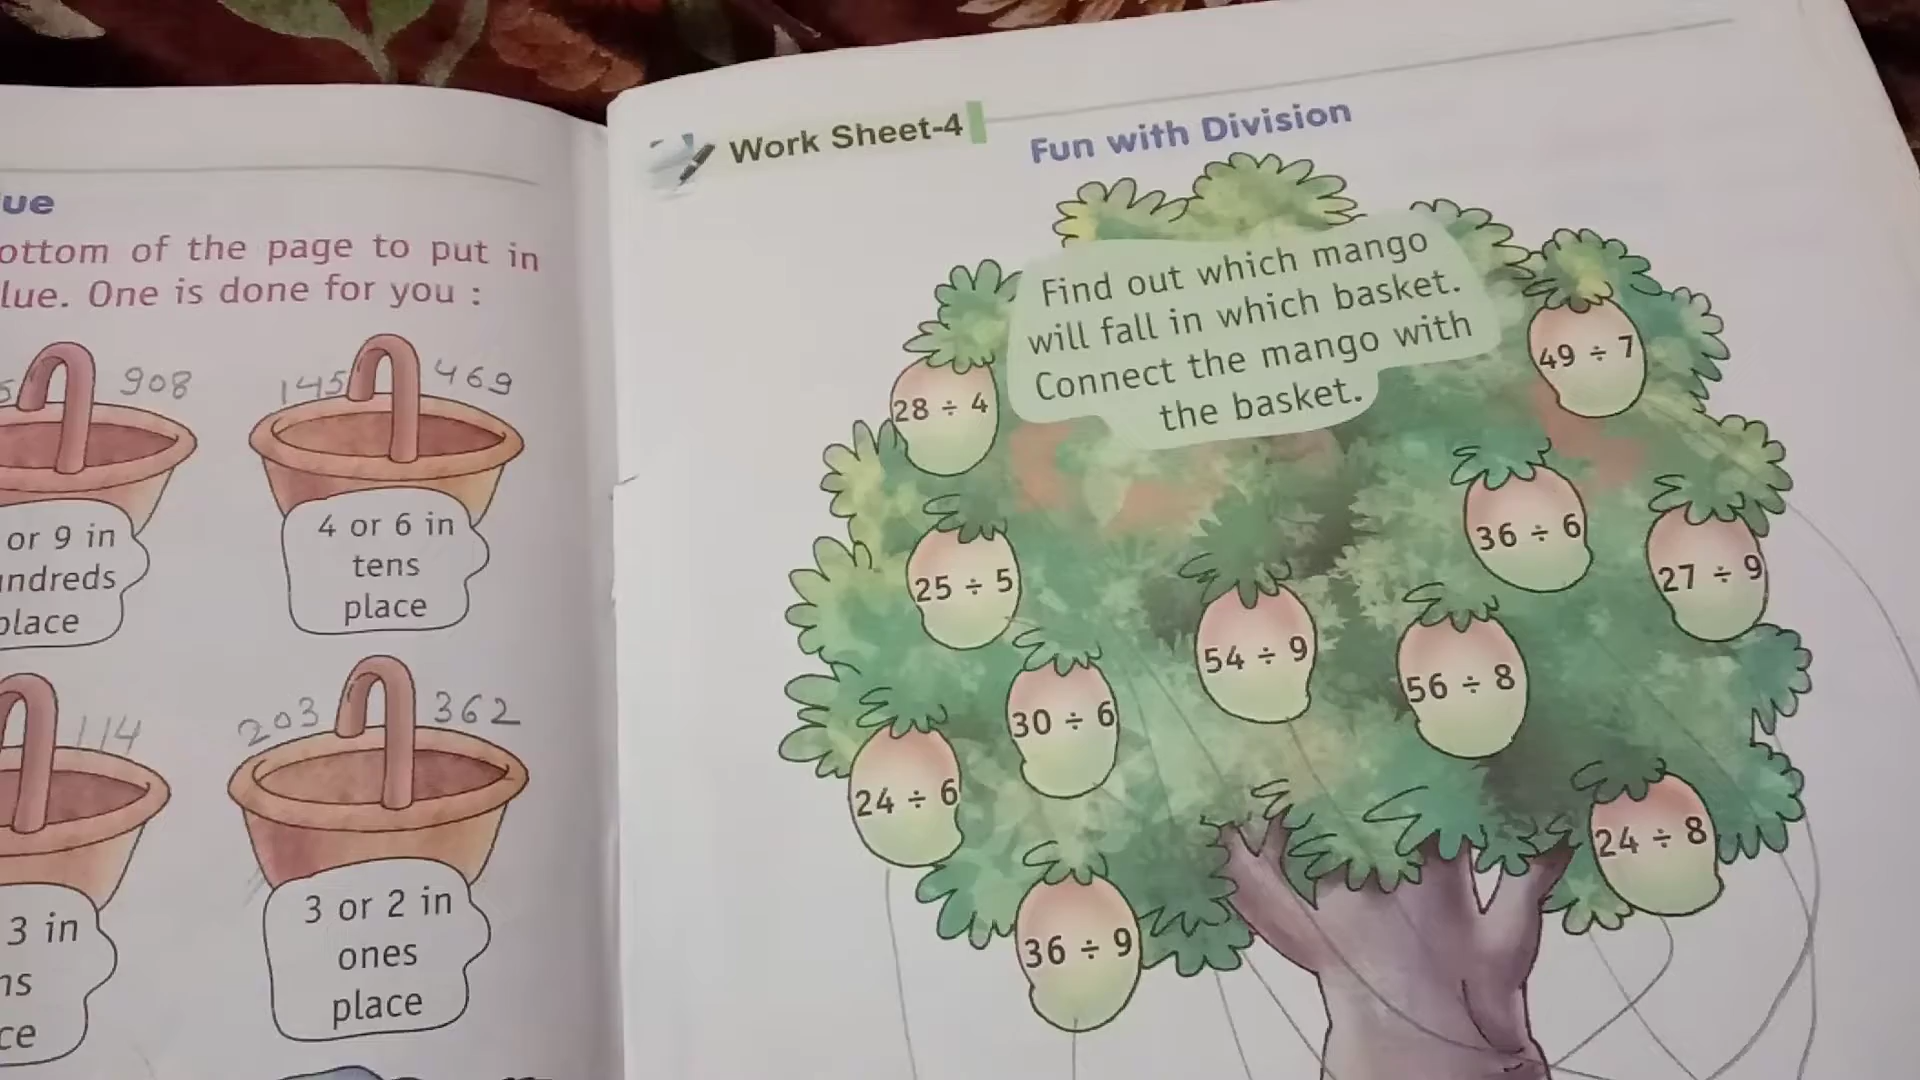 ue
ottom of the page to put in
lue. One is done for you :
908
145
469
or 9 in
ndreds
place
4 or 6 in
tens
place
114
203
362
3 in
ns
ce
3 or 2 in
ones
place
Work Sheet-4
Fun with Division
Find out which mango
will fall in which basket.
Connect the mango with
the basket.
49 ÷ 7
28 ÷ 4
36 ÷ 6
27 ÷ 9
25 ÷ 5
54 ÷ 9
56 ÷ 8
30 ÷ 6
24 ÷ 6
24 ÷ 8
36 ÷ 9